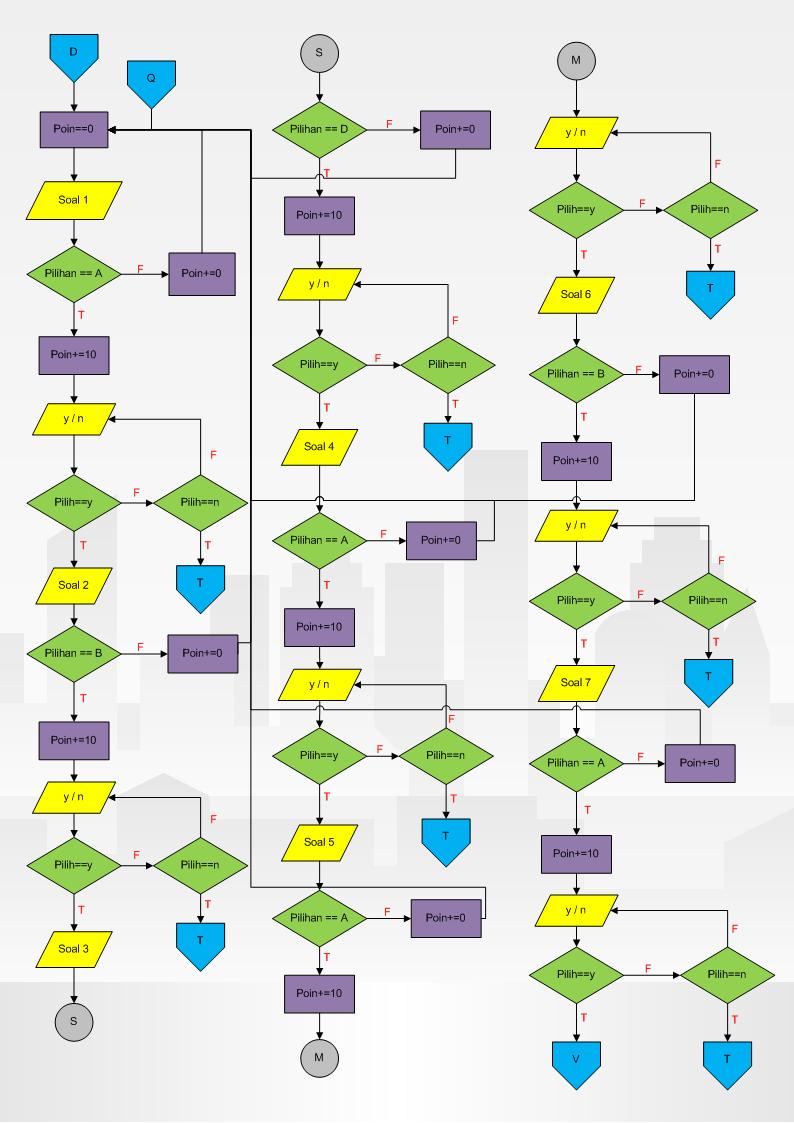 D
Q
Poin==0
Soal 1
Pilihan == A
F
Poin+=0
T
Poin+=10
y / n
F
Pilih==y
F
Pilih==n
T
T
T
Soal 2
Pilihan == B
F
Poin+=0
T
Poin+=10
y / n
F
Pilih==y
F
Pilih==n
T
T
T
Soal 3
S
S
Pilihan == D
F
Poin+=0
T
Poin+=10
y / n
F
Pilih==y
F
Pilih==n
T
T
T
Soal 4
Pilihan == A
F
Poin+=0
T
Poin+=10
y / n
F
Pilih==y
F
Pilih==n
T
T
T
Soal 5
Pilihan == A
F
Poin+=0
T
Poin+=10
M
M
y / n
F
Pilih==y
F
Pilih==n
T
T
T
Soal 6
Pilihan == B
F
Poin+=0
T
Poin+=10
y / n
F
Pilih==y
F
Pilih==n
T
T
T
Soal 7
Pilihan == A
F
Poin+=0
T
Poin+=10
y / n
F
Pilih==y
F
Pilih==n
T
T
V
T